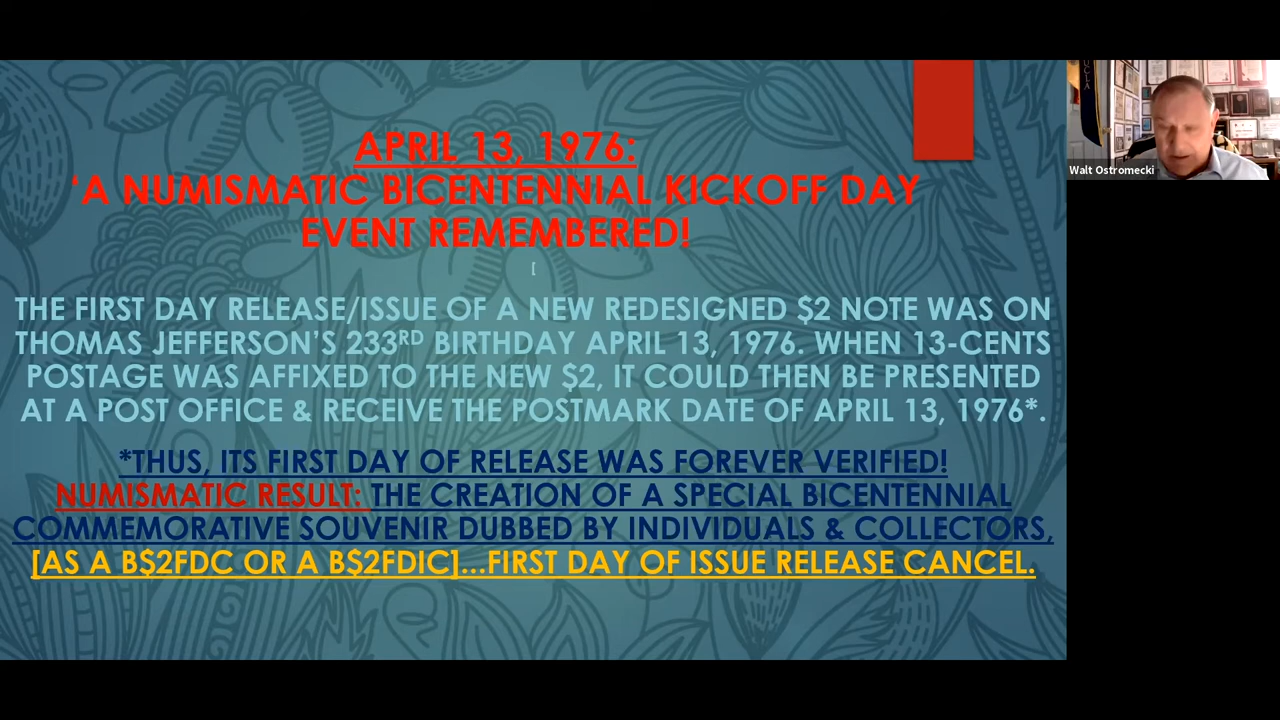 APRIL 13, 1976:
‘A NUMISMATIC BICENTENNIAL KICKOFF DAY
EVENT REMEMBERED!
[
THE FIRST DAY RELEASE/ISSUE OF A NEW REDESIGNED $2 NOTE WAS ON
THOMAS JEFFERSON’S 233RD BIRTHDAY APRIL 13, 1976. WHEN 13-CENTS
POSTAGE WAS AFFIXED TO THE NEW $2, IT COULD THEN BE PRESENTED
AT A POST OFFICE & RECEIVE THE POSTMARK DATE OF APRIL 13, 1976*.
*THUS, ITS FIRST DAY OF RELEASE WAS FOREVER VERIFIED!
NUMISMATIC RESULT: THE CREATION OF A SPECIAL BICENTENNIAL
COMMEMORATIVE SOUVENIR DUBBED BY INDIVIDUALS & COLLECTORS,
[AS A B$2FDC OR A B$2FDIC]...FIRST DAY OF ISSUE RELEASE CANCEL.
UCLA
Walt Ostromecki